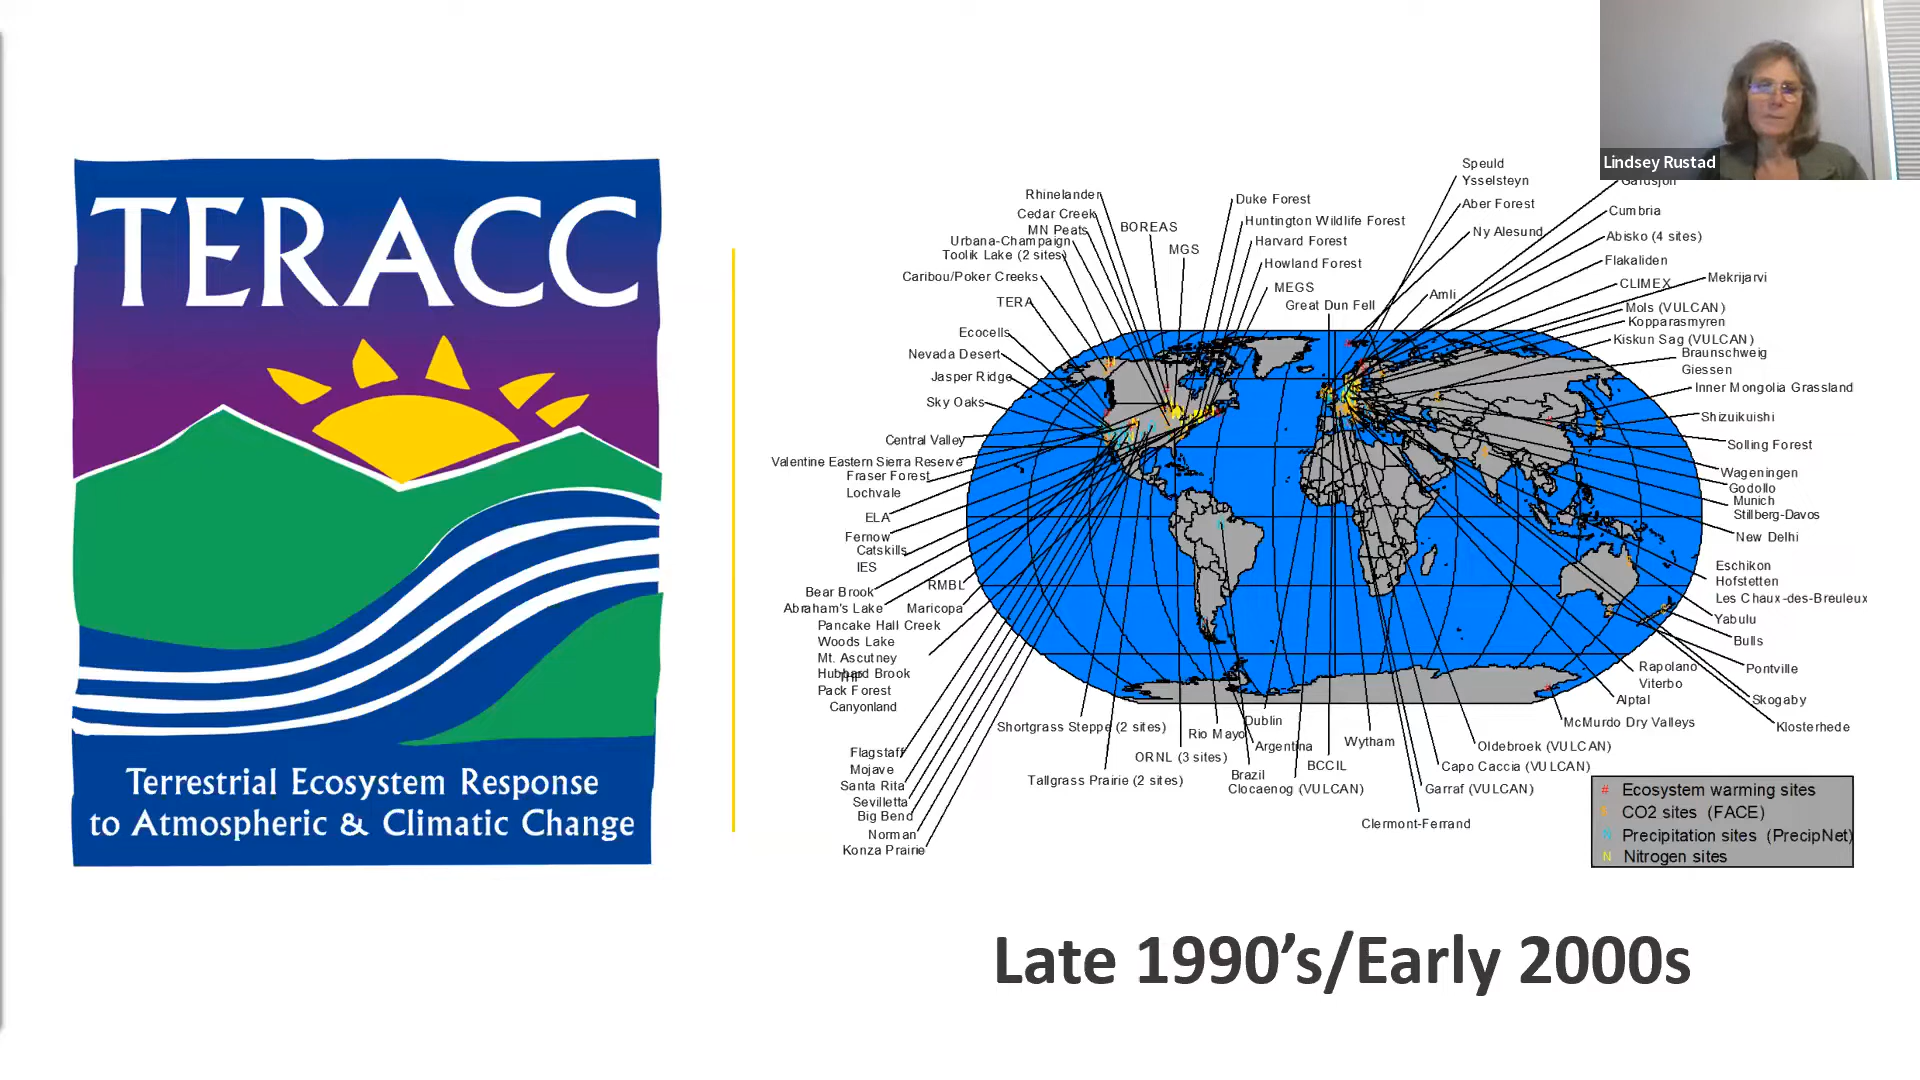 Lindsey Rustad
TERACC
Terrestrial Ecosystem Response
to Atmospheric & Climatic Change
Speuld
Ysselsteyn
Gardsjon
Rhinelander
Duke Forest
Aber Forest
Cumbria
Cedar Creek
Huntington Wildlife Forest
MN Peats
BOREAS
Ny Alesund
Abisko (4 sites)
Urbana-Champaign
Harvard Forest
Toolik Lake (2 sites)
MGS
Howland Forest
Flakaliden
Caribou/Poker Creeks
MEGS
CLIMEX
Mekrijarvi
TERA
Great Dun Fell
Amli
Mols (VULCAN)
Kopparasmyren
Ecocells
Kiskun Sag (VULCAN)
Nevada Desert
Braunschweig
Giessen
Jasper Ridge
Inner Mongolia Grassland
Sky Oaks
Shizuikuishi
Central Valley
Solling Forest
Valentine Eastern Sierra Reserve
Wageningen
Fraser Forest
Godollo
Lochvale
Munich
Stillberg-Davos
ELA
Fernow
New Delhi
Catskills
IES
Eschikon
RMBL
Hofstetten
Bear Brook
Les Chaux-des-Breuleux
Abraham's Lake
Maricopa
Yabulu
Pancake Hall Creek
Bulls
Woods Lake
Mt. Ascutney
Rapolano
Pontville
Hubbard Brook
Viterbo
Pack Forest
Alptal
Skogaby
Canyonland
Shortgrass Steppe (2 sites)
Rio Mayo
Dublin
McMurdo Dry Valleys
Klosterhede
Flagstaff
ORNL (3 sites)
Argentina
Wytham
Oldebroek (VULCAN)
Mojave
BCCIL
Capo Caccia (VULCAN)
Tallgrass Prairie (2 sites)
Brazil
Santa Rita
Clocaenog (VULCAN)
Garraf (VULCAN)
Sevilletta
Big Bend
Clermont-Ferrand
Norman
Konza Prairie
# Ecosystem warming sites
CO2 sites (FACE)
N Precipitation sites (PrecipNet)
N Nitrogen sites
Late 1990’s/Early 2000s